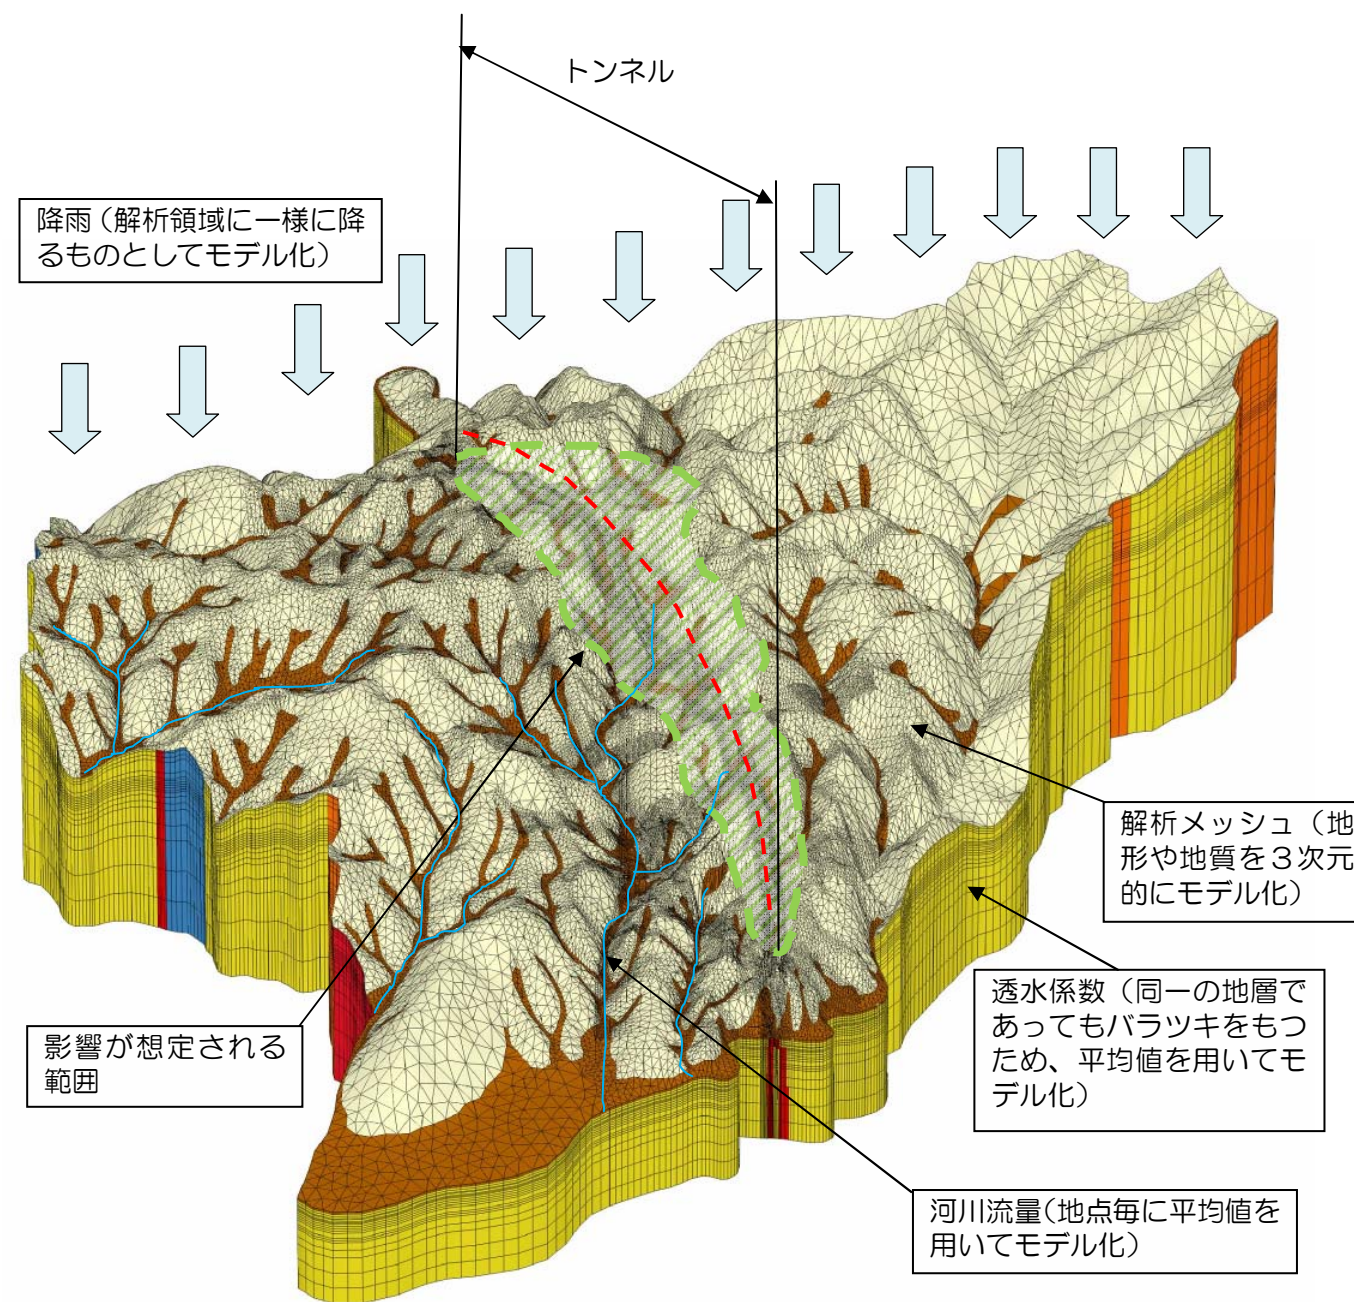 トンネル
降雨（解析領域に一様に降
るものとしてモデル化）
解析メッシュ（地
形や地質を３次元
的にモデル化）
透水係数（同一の地層で
あってもバラツキをもつ
ため、平均値を用いてモ
デル化）
影響が想定される
範囲
河川流量（地点毎に平均値を
用いてモデル化）